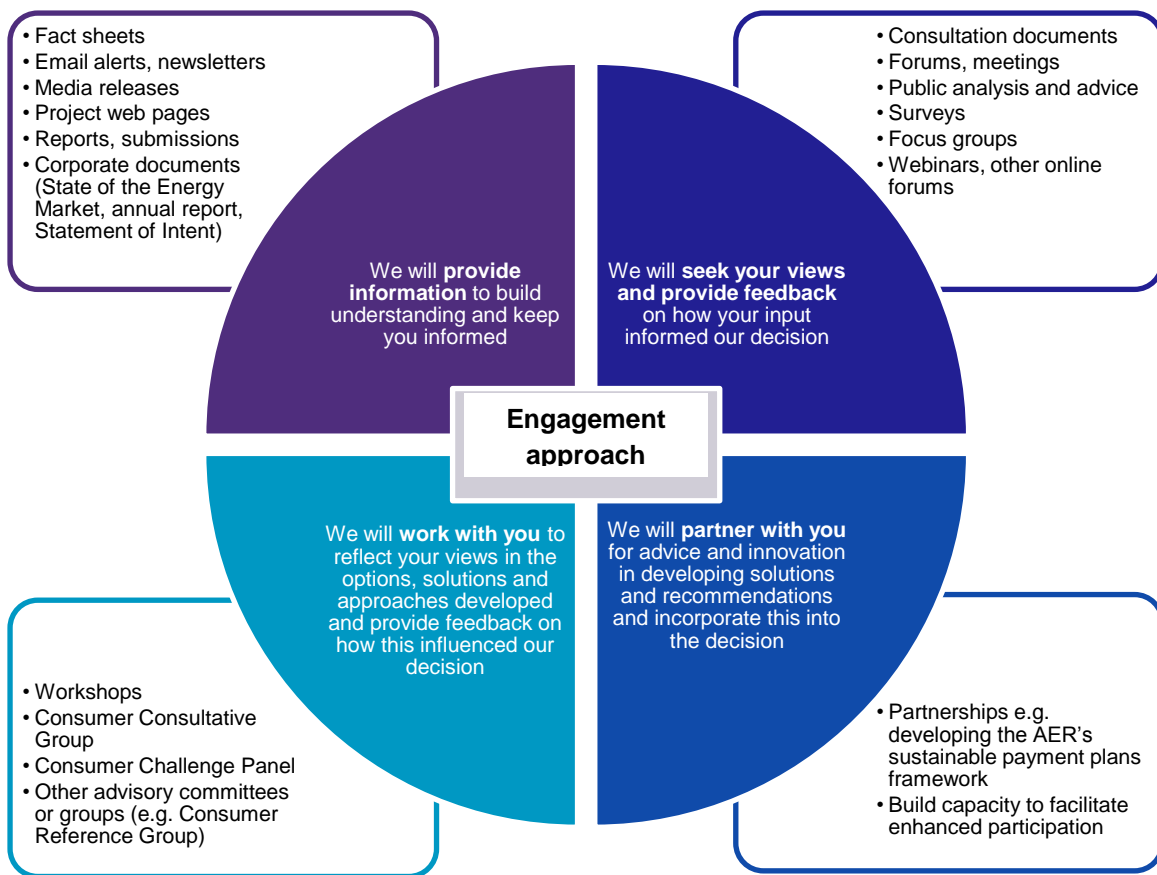 • Fact sheets
• Email alerts, newsletters
• Media releases
• Project web pages
• Reports, submissions
• Corporate documents
(State of the Energy
Market, annual report,
Statement of Intent)
• Consultation documents
• Forums, meetings
• Public analysis and advice
• Surveys
• Focus groups
• Webinars, other online
forums
We will provide
information to build
understanding and keep
you informed
We will seek your views
and provide feedback
on how your input
informed our decision
Engagement
approach
We will work with you to
reflect your views in the
options, solutions and
approaches developed
and provide feedback on
how this influenced our
decision
We will partner with you
for advice and innovation
in developing solutions
and recommendations
and incorporate this into
the decision
• Workshops
• Consumer Consultative
Group
• Consumer Challenge Panel
• Other advisory committees
or groups (e.g. Consumer
Reference Group)
• Partnerships e.g.
developing the AER's
sustainable payment plans
framework
• Build capacity to facilitate
enhanced participation